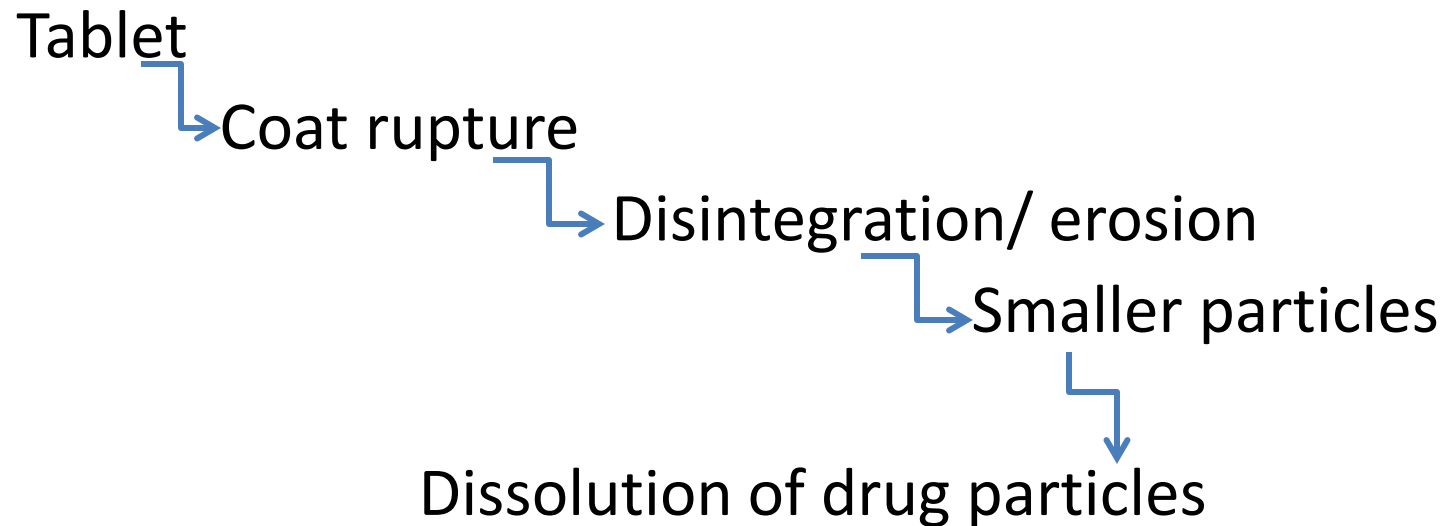 Tablet
Coat rupture
Disintegration/ erosion
Smaller particles
Dissolution of drug particles